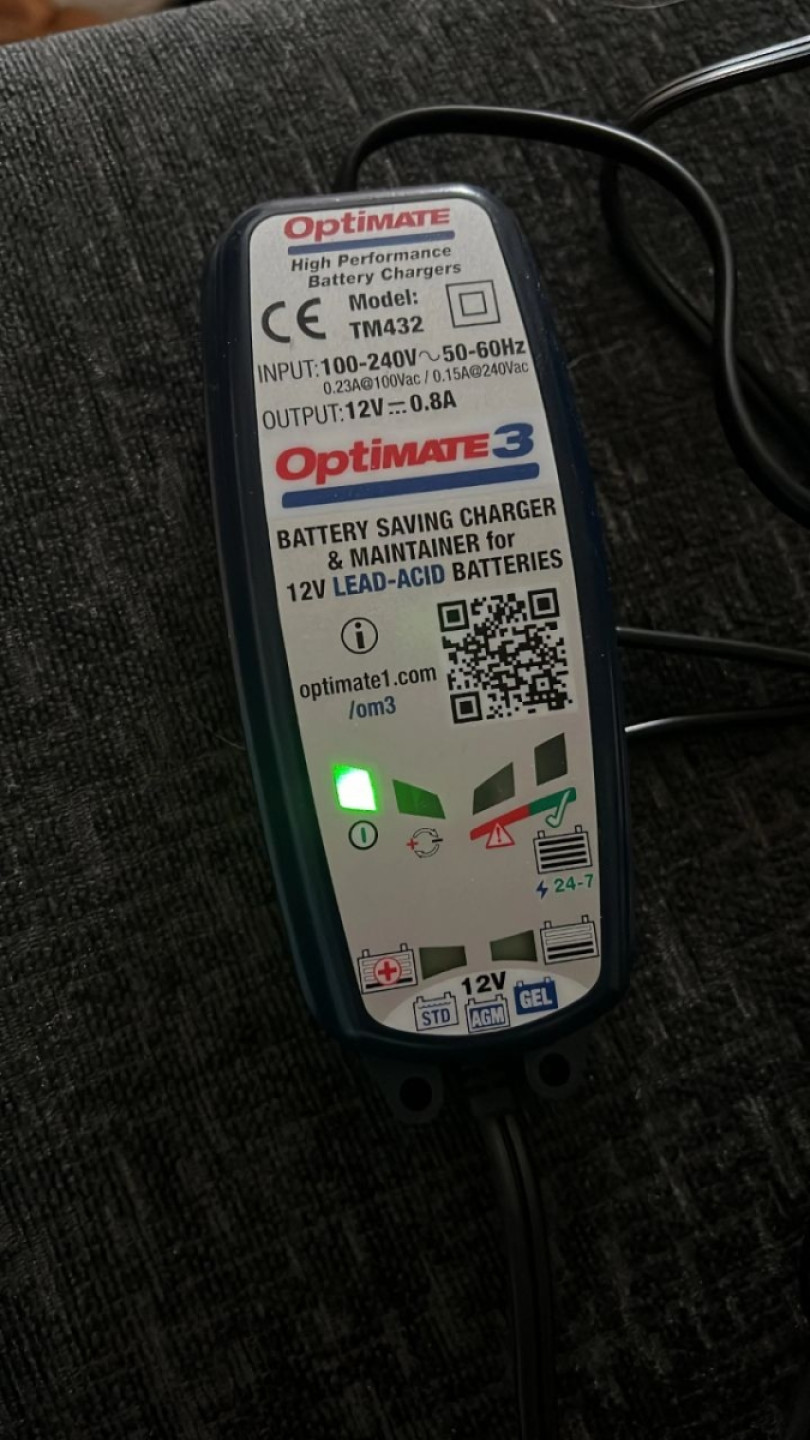 OptiMATE
High Performance
Battery Chargers
CE Model:
TM432
INPUT:100-240V~50-60Hz
0.23A@100Vac / 0.15A@240Vac
OUTPUT:12V⎓0.8A
OptiMATE3
BATTERY SAVING CHARGER
& MAINTAINER for
12V LEAD-ACID BATTERIES
i
optimate1.com
/om3
24-7
12V
STD AGM GEL